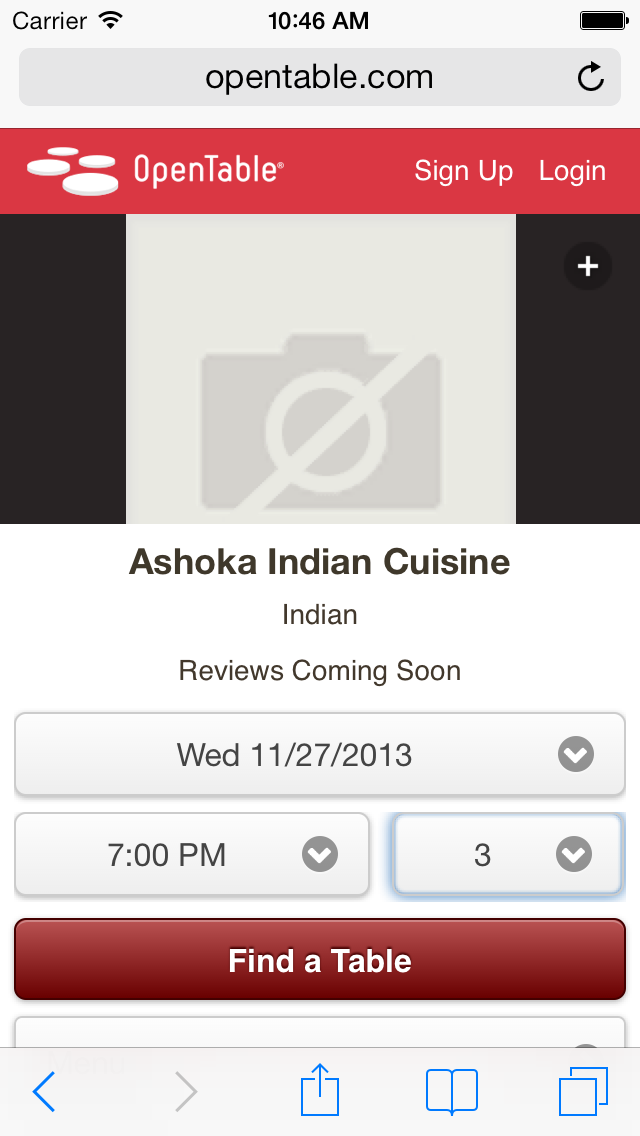 Carrier 10:46 AM
opentable.com
OpenTable® Sign Up Login
Ashoka Indian Cuisine
Indian
Reviews Coming Soon
Wed 11/27/2013
7:00 PM 3
Find a Table
Menu